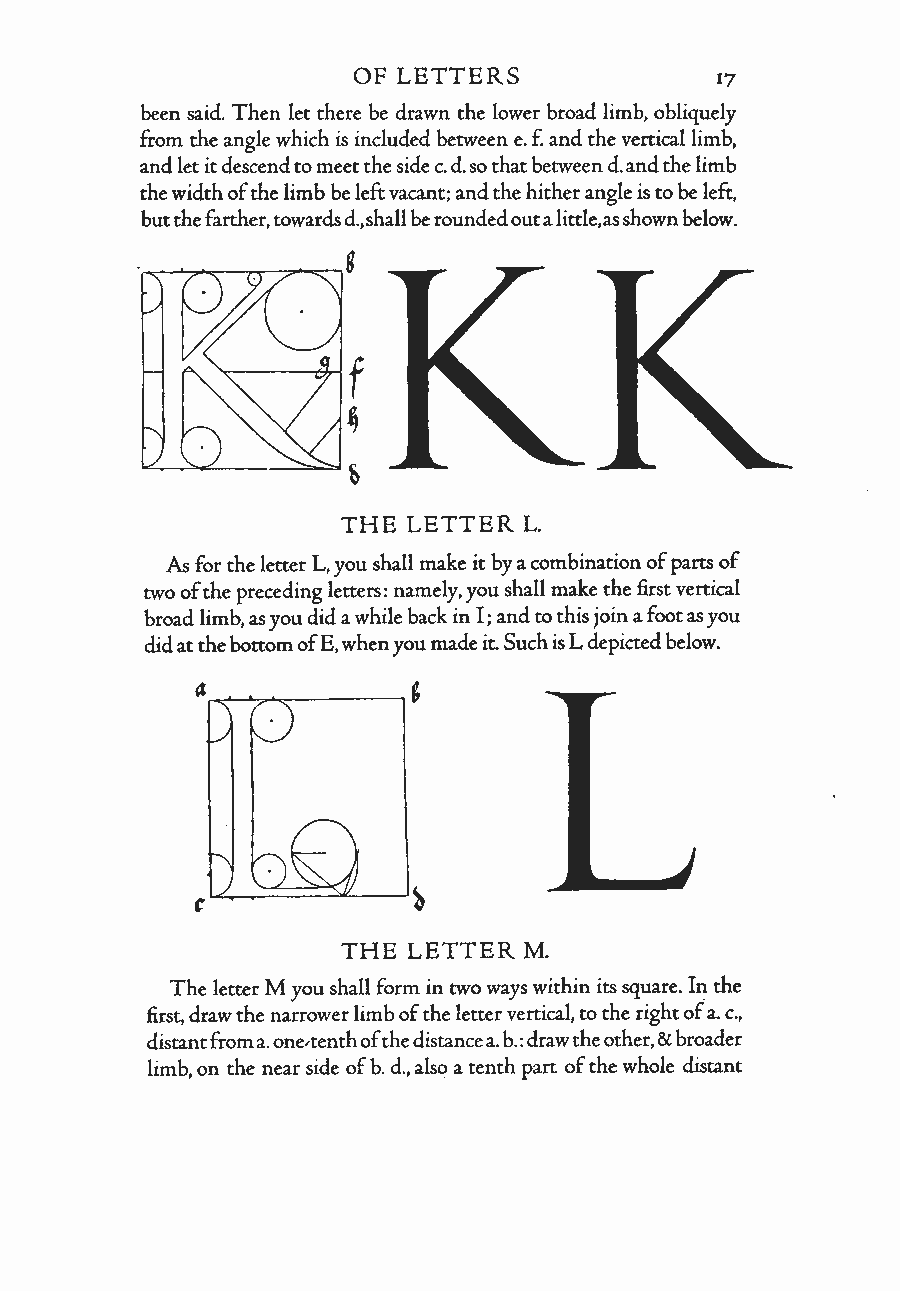 OF LETTERS 17
been said. Then let there be drawn the lower broad limb, obliquely
from the angle which is included between e. f. and the vertical limb,
and let it descend to meet the side c. d. so that between d. and the limb
the width of the limb be left vacant; and the hither angle is to be left,
but the farther, towards d., shall be rounded out a little, as shown below.
b
g f
h
d
K K
THE LETTER L.
As for the letter L, you shall make it by a combination of parts of
two of the preceding letters: namely, you shall make the first vertical
broad limb, as you did a while back in I; and to this join a foot as you
did at the bottom of E, when you made it. Such is L depicted below.
a b
c d
L
THE LETTER M.
The letter M you shall form in two ways within its square. In the
first, draw the narrower limb of the letter vertical, to the right of a. c.,
distant from a. one-tenth of the distance a. b.: draw the other, & broader
limb, on the near side of b. d., also a tenth part of the whole distant